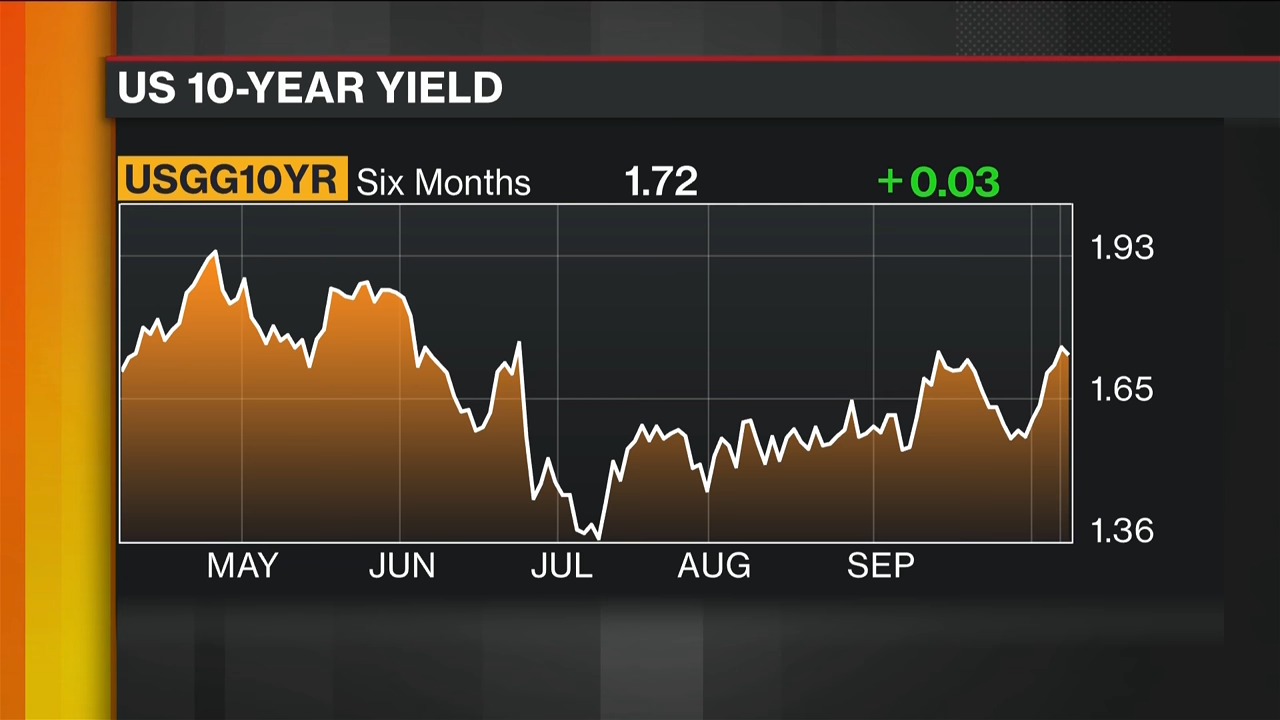 US 10-YEAR YIELD
USGG10YR Six Months 1.72 +0.03
1.93
1.65
1.36
MAY JUN JUL AUG SEP